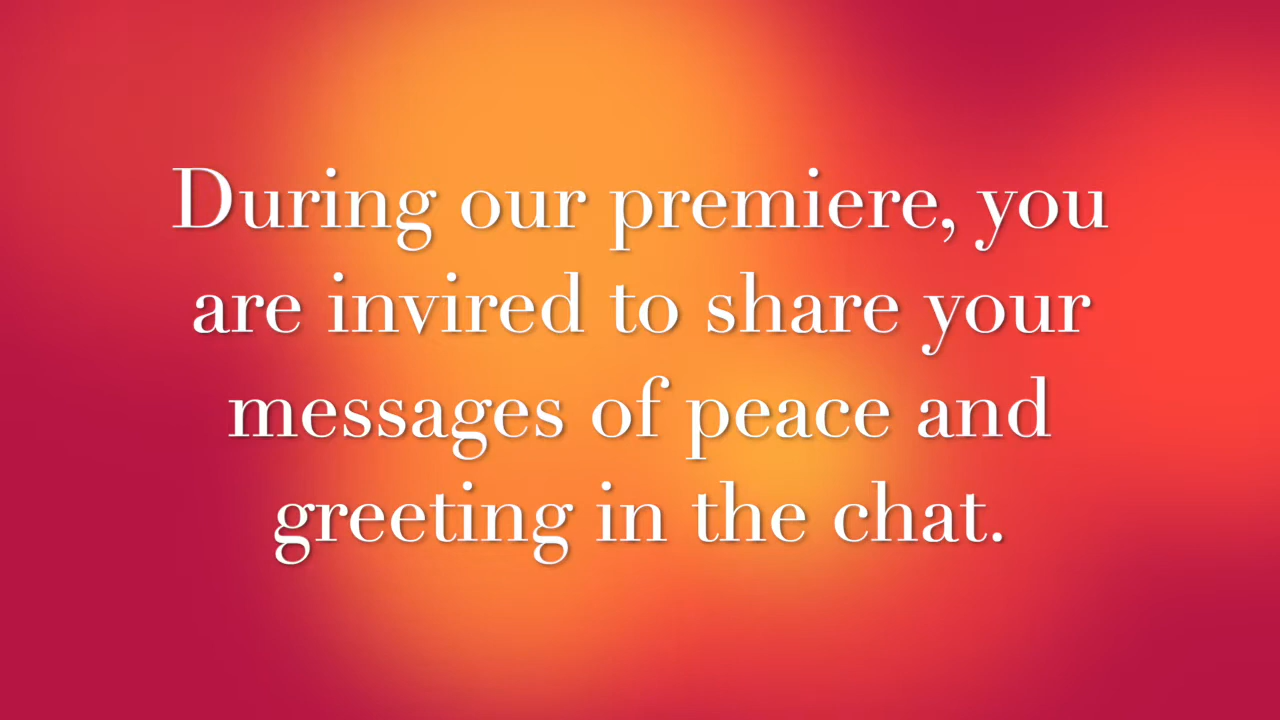 During our premiere, you
are invired to share your
messages of peace and
greeting in the chat.